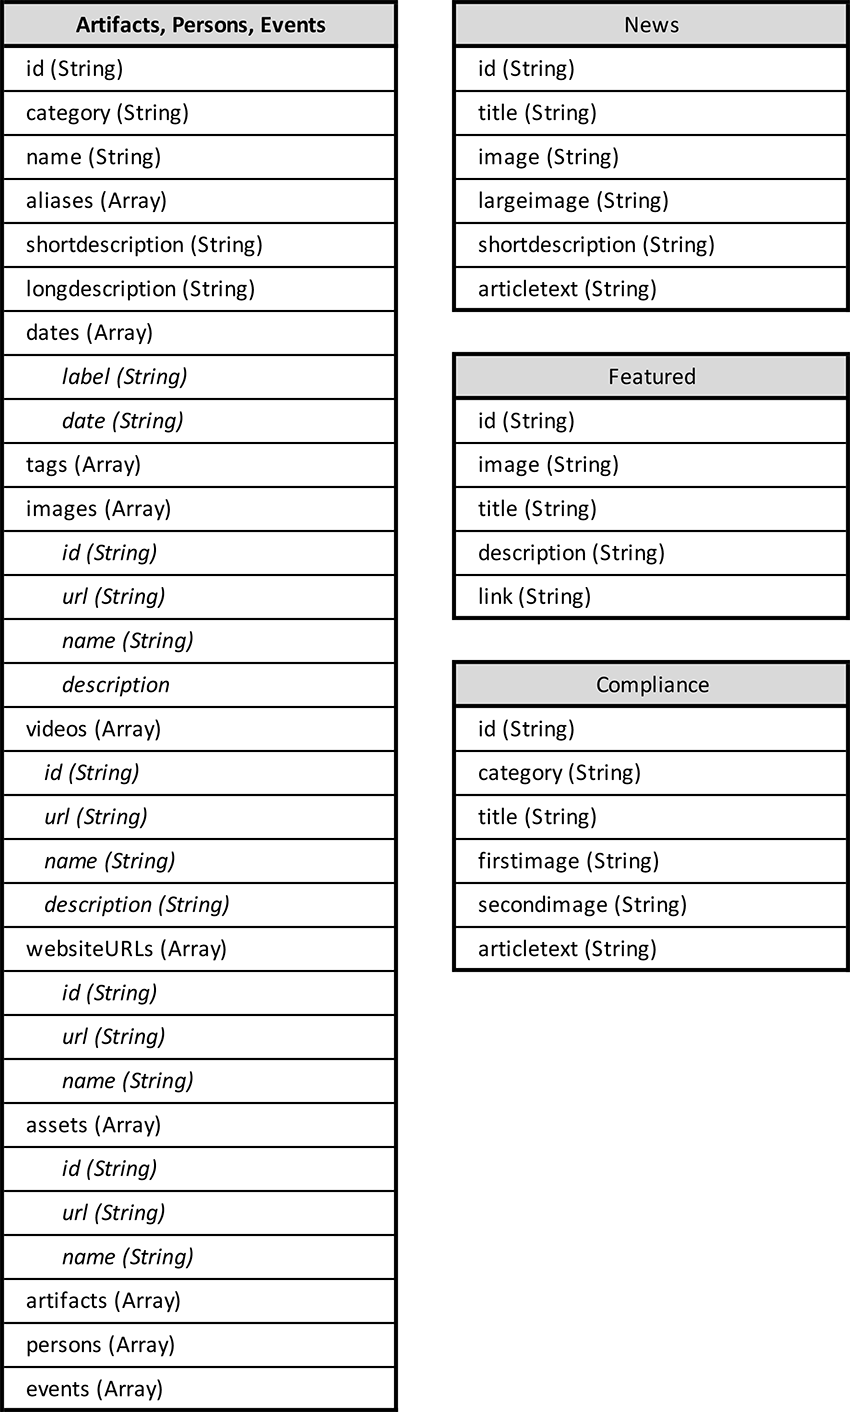 Artifacts, Persons, Events
id (String)
category (String)
name (String)
aliases (Array)
shortdescription (String)
longdescription (String)
dates (Array)
label (String)
date (String)
tags (Array)
images (Array)
id (String)
url (String)
name (String)
description
videos (Array)
id (String)
url (String)
name (String)
description (String)
websiteURLs (Array)
id (String)
url (String)
name (String)
assets (Array)
id (String)
url (String)
name (String)
artifacts (Array)
persons (Array)
events (Array)
News
id (String)
title (String)
image (String)
largeimage (String)
shortdescription (String)
articletext (String)
Featured
id (String)
image (String)
title (String)
description (String)
link (String)
Compliance
id (String)
category (String)
title (String)
firstimage (String)
secondimage (String)
articletext (String)